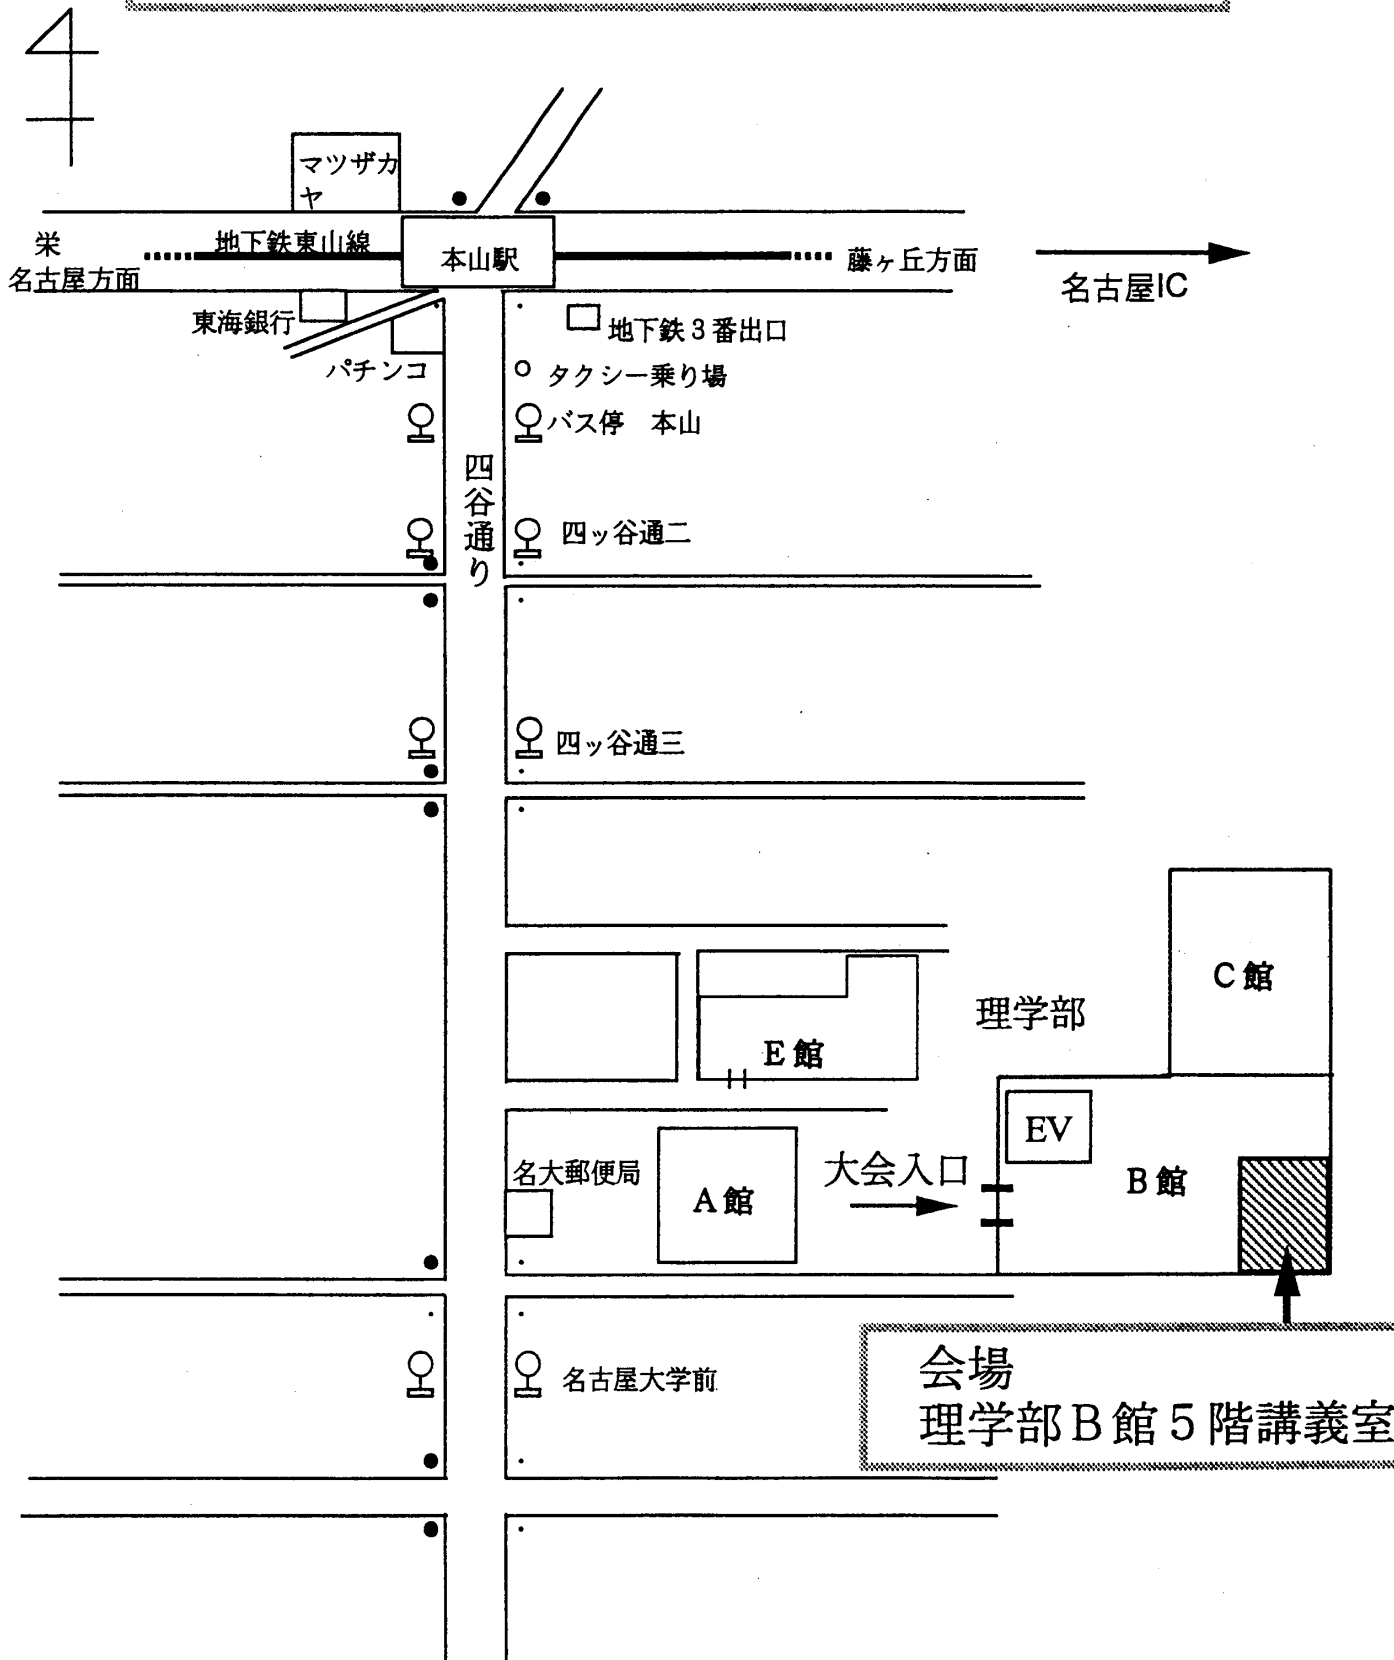 マツザカ
ヤ
栄
名古屋方面
地下鉄東山線
本山駅
藤ヶ丘方面
名古屋IC
東海銀行
地下鉄3番出口
パチンコ
タクシー乗り場
バス停 本山
四谷通り
四ッ谷通二
四ッ谷通三
C館
理学部
E館
EV
名大郵便局
A館
大会入口
B館
会場
理学部B館5階講義室
名古屋大学前